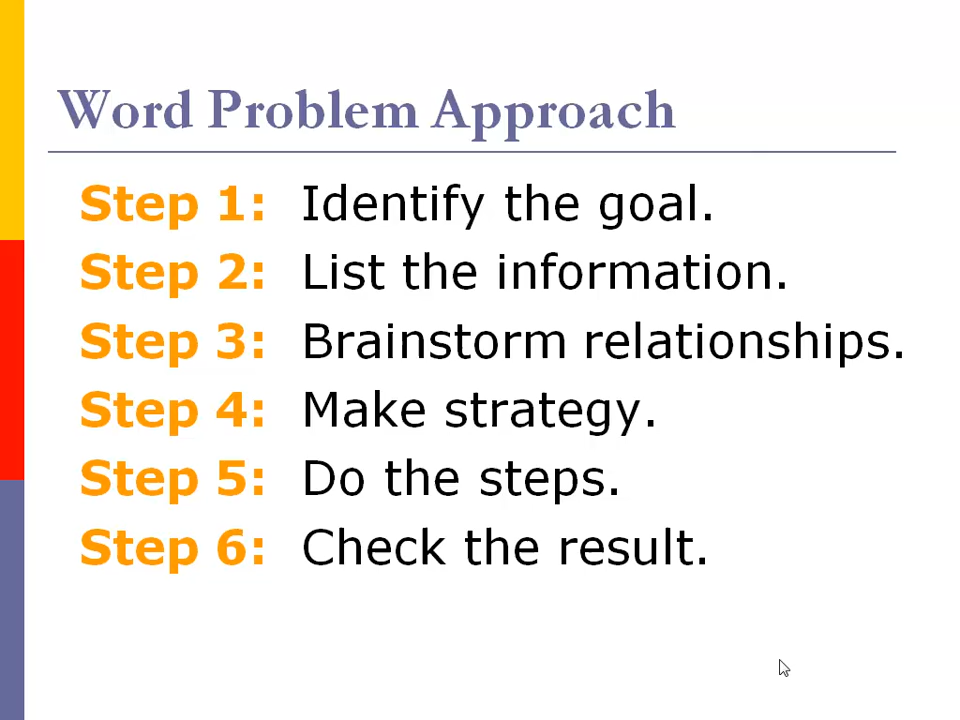 Word Problem Approach
Step 1: Identify the goal.
Step 2: List the information.
Step 3: Brainstorm relationships.
Step 4: Make strategy.
Step 5: Do the steps.
Step 6: Check the result.